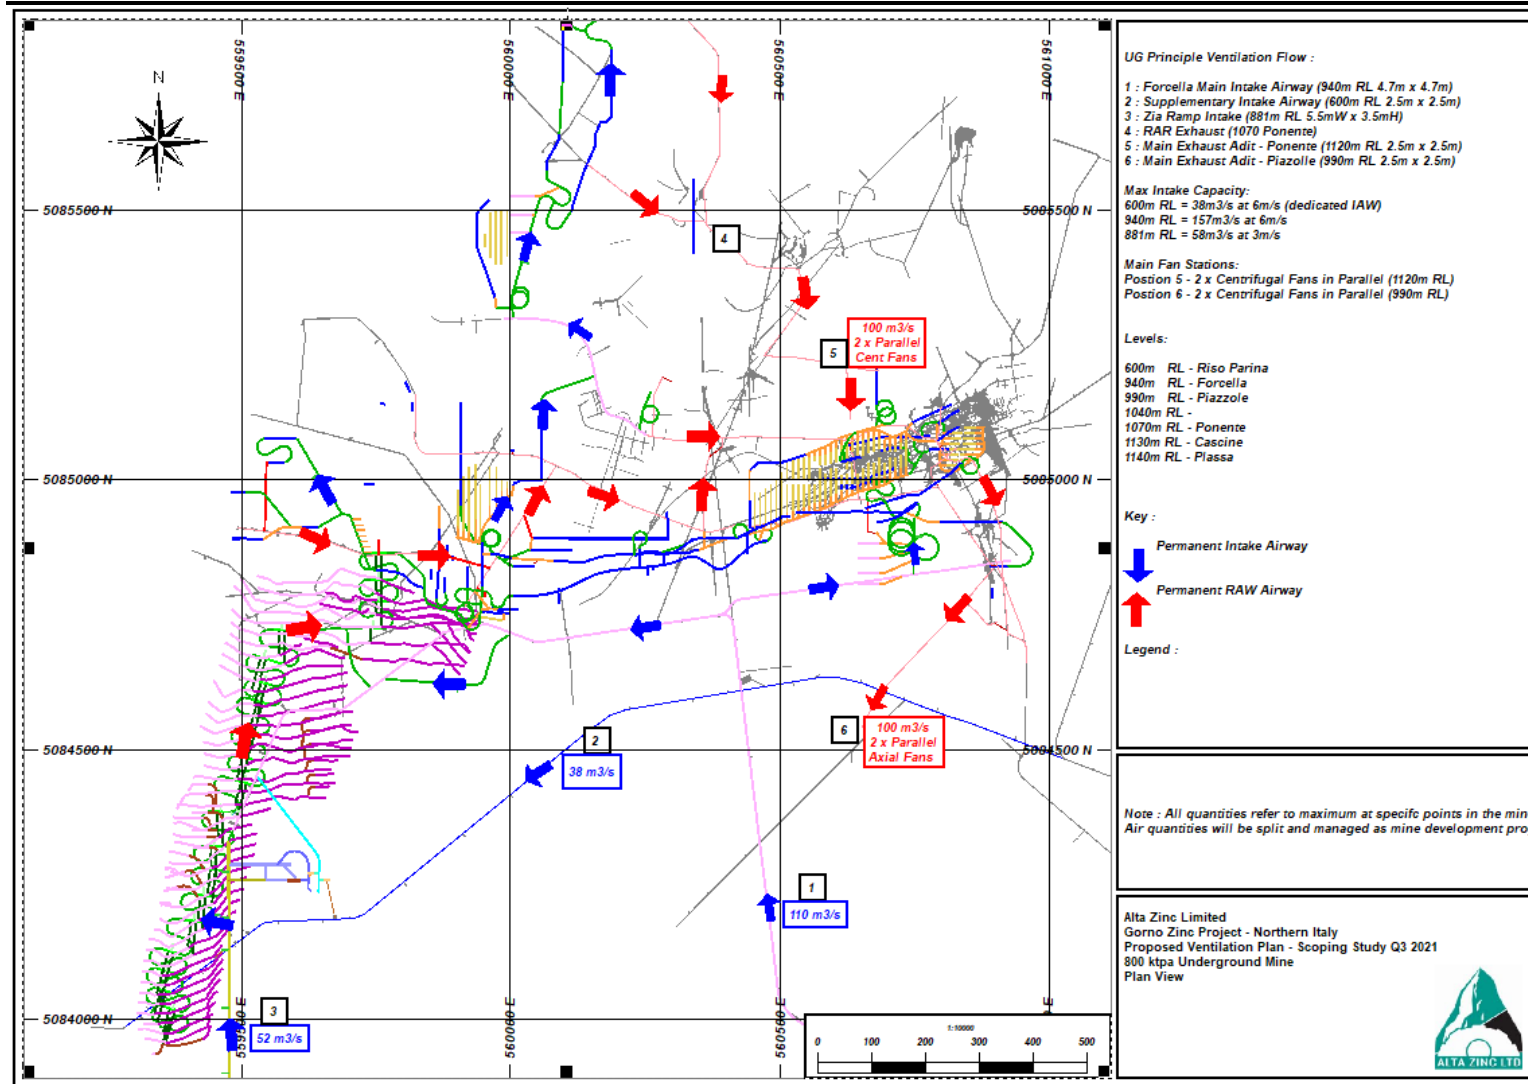 N
559500 E
560000 E
560500 E
561000 E
5085500 N
5085500 N
4
5
100 m3/s
2 x Parallel
Cent Fans
5085000 N
5085000 N
5084500 N
5084500 N
2
38 m3/s
6
100 m3/s
2 x Parallel
Axial Fans
1
110 m3/s
3
52 m3/s
5084000 N
559500 E
560000 E
560500 E
E
1:10000
0 100 200 300 400 500
UG Principle Ventilation Flow :
1 : Forcella Main Intake Airway (940m RL 4.7m x 4.7m)
2 : Supplementary Intake Airway (600m RL 2.5m x 2.5m)
3 : Zia Ramp Intake (881m RL 5.5mW x 3.5mH)
4 : RAR Exhaust (1070 Ponente)
5 : Main Exhaust Adit - Ponente (1120m RL 2.5m x 2.5m)
6 : Main Exhaust Adit - Piazolle (990m RL 2.5m x 2.5m)
Max Intake Capacity:
600m RL = 38m3/s at 6m/s (dedicated IAW)
940m RL = 157m3/s at 6m/s
881m RL = 58m3/s at 3m/s
Main Fan Stations:
Postion 5 - 2 x Centrifugal Fans in Parallel (1120m RL)
Postion 6 - 2 x Centrifugal Fans in Parallel (990m RL)
Levels:
600m RL - Riso Parina
940m RL - Forcella
990m RL - Piazzole
1040m RL -
1070m RL - Ponente
1130m RL - Cascine
1140m RL - Plassa
Key :
Permanent Intake Airway
Permanent RAW Airway
Legend :
Note : All quantities refer to maximum at specifc points in the min
Air quantities will be split and managed as mine development pro
Alta Zinc Limited
Gorno Zinc Project - Northern Italy
Proposed Ventilation Plan - Scoping Study Q3 2021
800 ktpa Underground Mine
Plan View
ALTA ZINC LTD